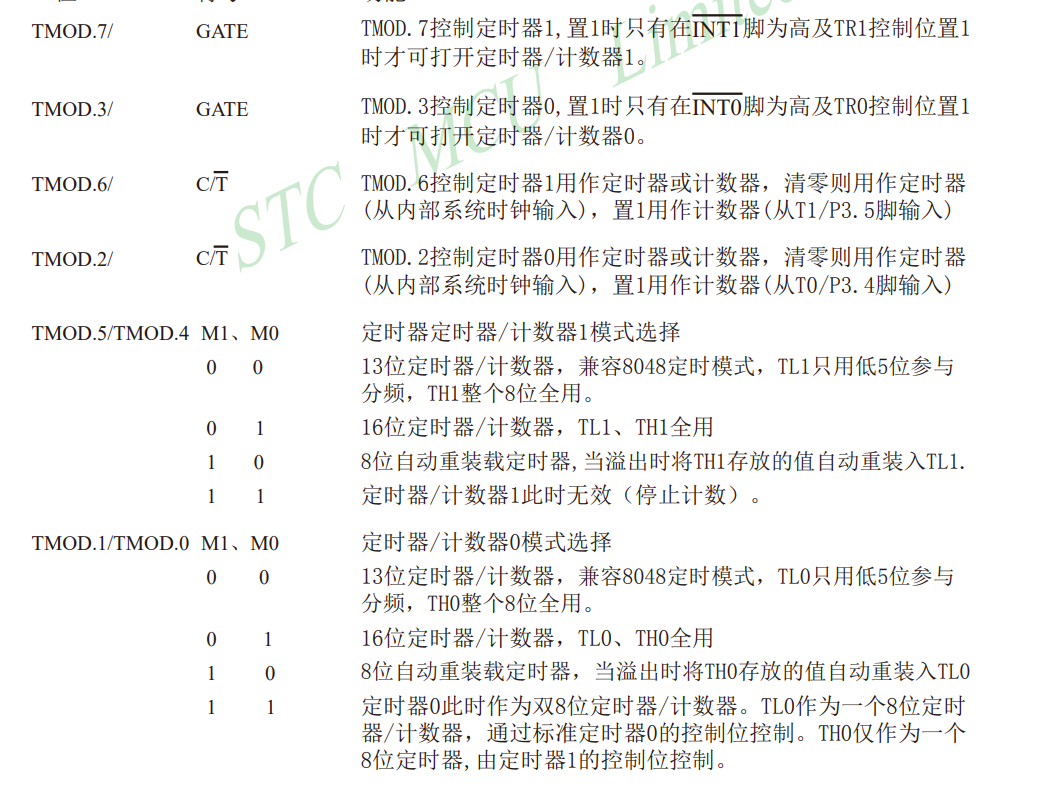 TMOD.7/ GATE TMOD.7控制定时器1,置1时只有在INT1脚为高及TR1控制位置1
时才可打开定时器/计数器1。
TMOD.3/ GATE TMOD.3控制定时器0,置1时只有在INT0脚为高及TR0控制位置1
时才可打开定时器/计数器0。
TMOD.6/ C/T̅ TMOD.6控制定时器1用作定时器或计数器，清零则用作定时器
(从内部系统时钟输入)，置1用作计数器(从T1/P3.5脚输入)
TMOD.2/ C/T̅ TMOD.2控制定时器0用作定时器或计数器，清零则用作定时器
(从内部系统时钟输入)，置1用作计数器(从T0/P3.4脚输入)
TMOD.5/TMOD.4 M1、M0 定时器定时器/计数器1模式选择
0 0 13位定时器/计数器，兼容8048定时模式，TL1只用低5位参与
分频，TH1整个8位全用。
0 1 16位定时器/计数器，TL1、TH1全用
1 0 8位自动重装载定时器,当溢出时将TH1存放的值自动重装入TL1.
1 1 定时器/计数器1此时无效（停止计数）。
TMOD.1/TMOD.0 M1、M0 定时器/计数器0模式选择
0 0 13位定时器/计数器，兼容8048定时模式，TL0只用低5位参与
分频，TH0整个8位全用。
0 1 16位定时器/计数器，TL0、TH0全用
1 0 8位自动重装载定时器，当溢出时将TH0存放的值自动重装入TL0
1 1 定时器0此时作为双8位定时器/计数器。TL0作为一个8位定时
器/计数器，通过标准定时器0的控制位控制。TH0仅作为一个
8位定时器,由定时器1的控制位控制。
STC MCU Limited